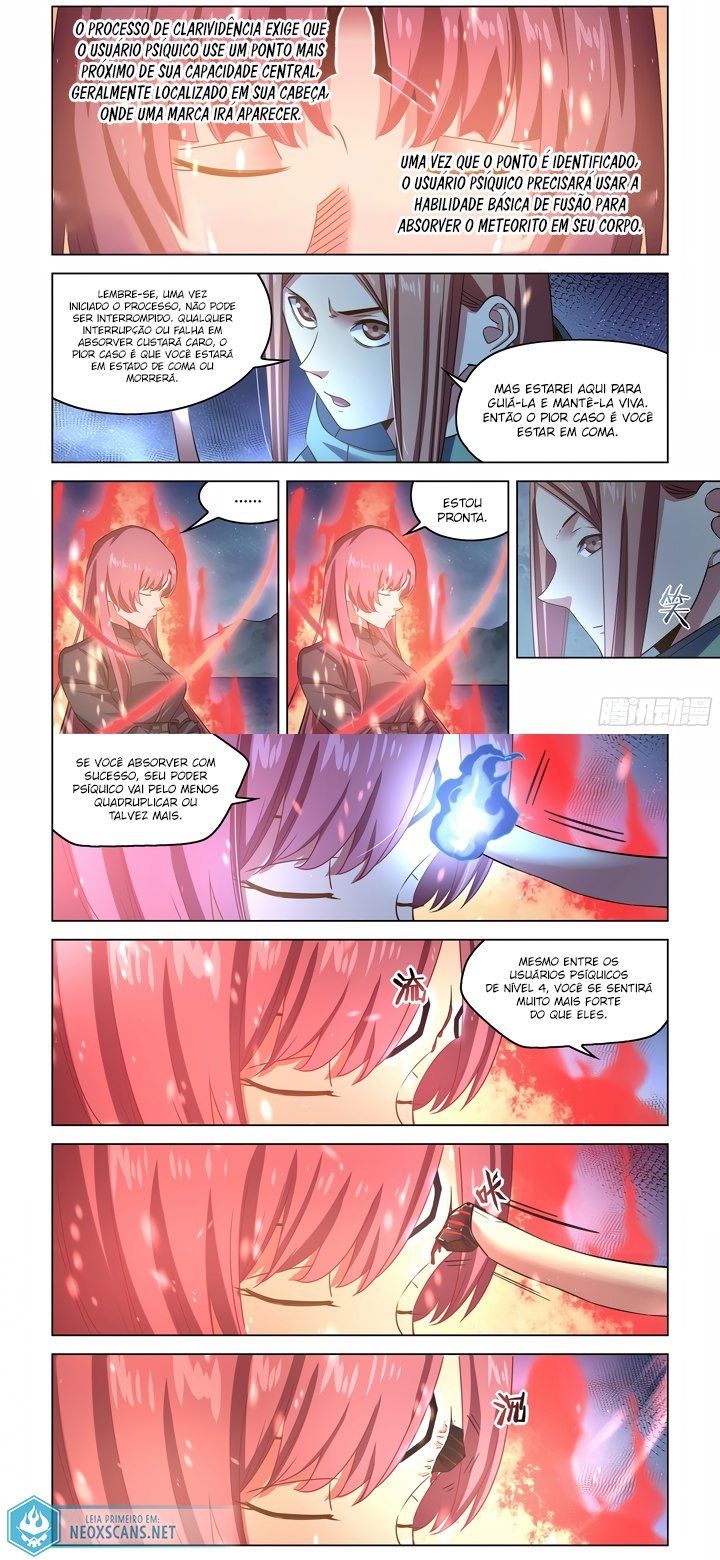 O PROCESSO DE CLARIVIDÊNCIA EXIGE QUE
O USUÁRIO PSIQUICO USE UM PONTO MAIS
PRÓXIMO DE SUA CAPACIDADE CENTRAL,
GERALMENTE LOCALIZADO EM SUA CABEÇA,
ONDE UMA MARCA IRÁ APARECER.
UMA VEZ QUE O PONTO É IDENTIFICADO,
O USUÁRIO PSÍQUICO PRECISARÁ USAR A
HABILIDADE BÁSICA DE FUSÃO PARA
ABSORVER O METEORITO EM SEU CORPO.
LEMBRE-SE, UMA VEZ
INICIADO O PROCESSO, NÃO PODE
SER INTERROMPIDO. QUALQUER
INTERRUPÇÃO OU FALHA EM
ABSORVER CUSTARÁ CARO, O
PIOR CASO É QUE VOCÊ ESTARÁ
EM ESTADO DE COMA OU
MORRERÁ.
MAS ESTAREI AQUI PARA
GUIÁ-LA E MANTÊ-LA VIVA.
ENTÃO O PIOR CASO É VOCÊ
ESTAR EM COMA.
......
ESTOU
PRONTA.
笑
腾讯动漫
SE VOCÊ ABSORVER COM
SUCESSO, SEU PODER
PSÍQUICO VAI PELO MENOS
QUADRUPLICAR OU
TALVEZ MAIS.
MESMO ENTRE OS
USUÁRIOS PSÍQUICOS
DE NÍVEL 4, VOCÊ SE SENTIRÁ
MUITO MAIS FORTE
DO QUE ELES.
LEIA PRIMEIRO EM:
NEOXSCANS.NET